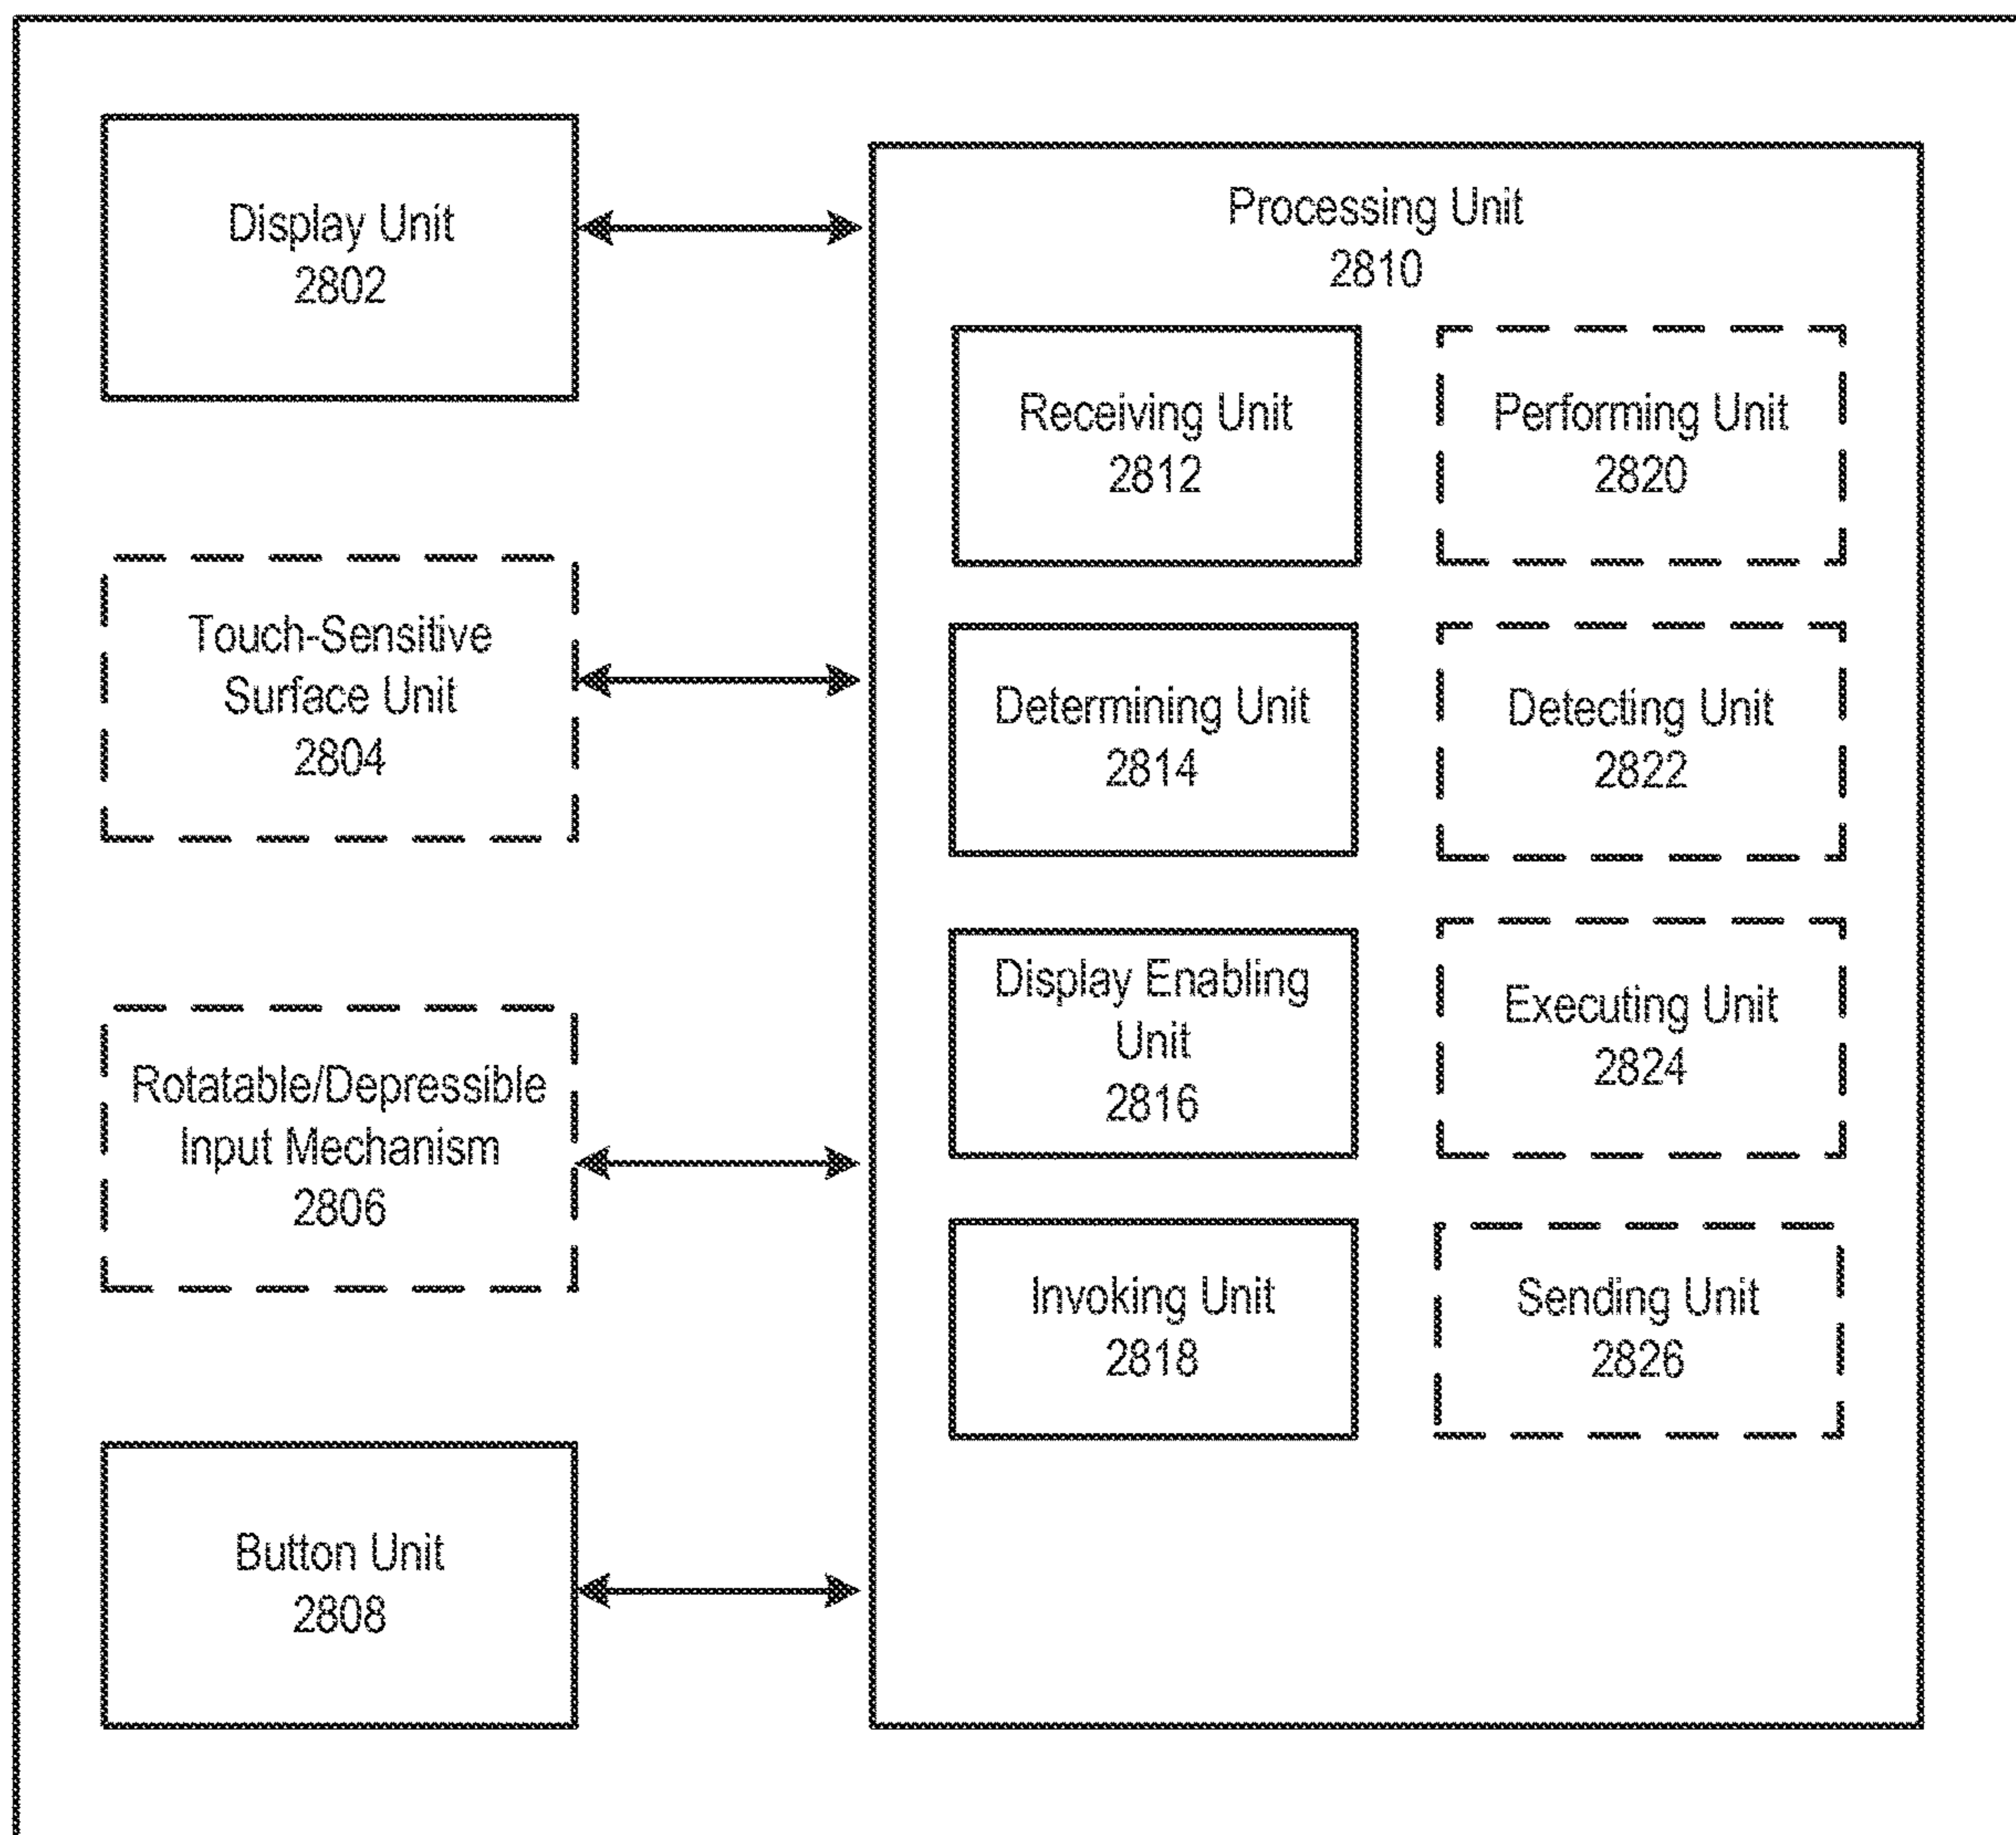 Display Unit
2802
Touch-Sensitive
Surface Unit
2804
Rotatable/Depressible
Input Mechanism
2806
Button Unit
2808
Processing Unit
2810
Receiving Unit
2812
Performing Unit
2820
Determining Unit
2814
Detecting Unit
2822
Display Enabling
Unit
2816
Executing Unit
2824
Invoking Unit
2818
Sending Unit
2826